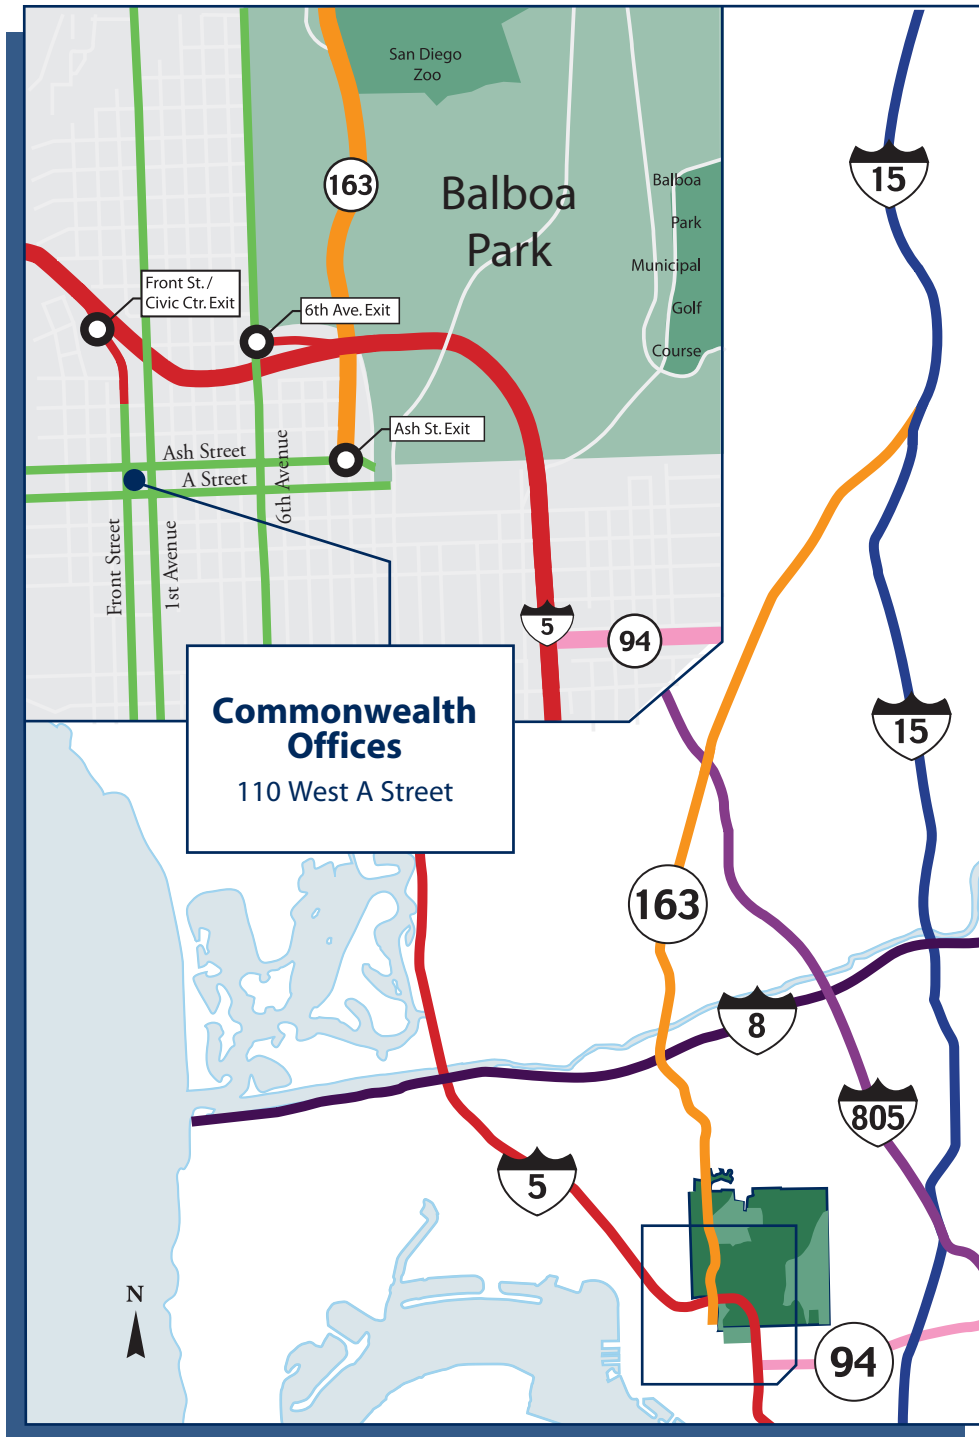 San Diego
Zoo
15
163
Balboa
Park
Balboa
Park
Municipal
Golf
Course
Front St. /
Civic Ctr. Exit
6th Ave. Exit
Ash St. Exit
Ash Street
A Street
6th Avenue
Front Street
1st Avenue
5
94
Commonwealth
Offices
110 West A Street
15
163
8
805
5
N
94